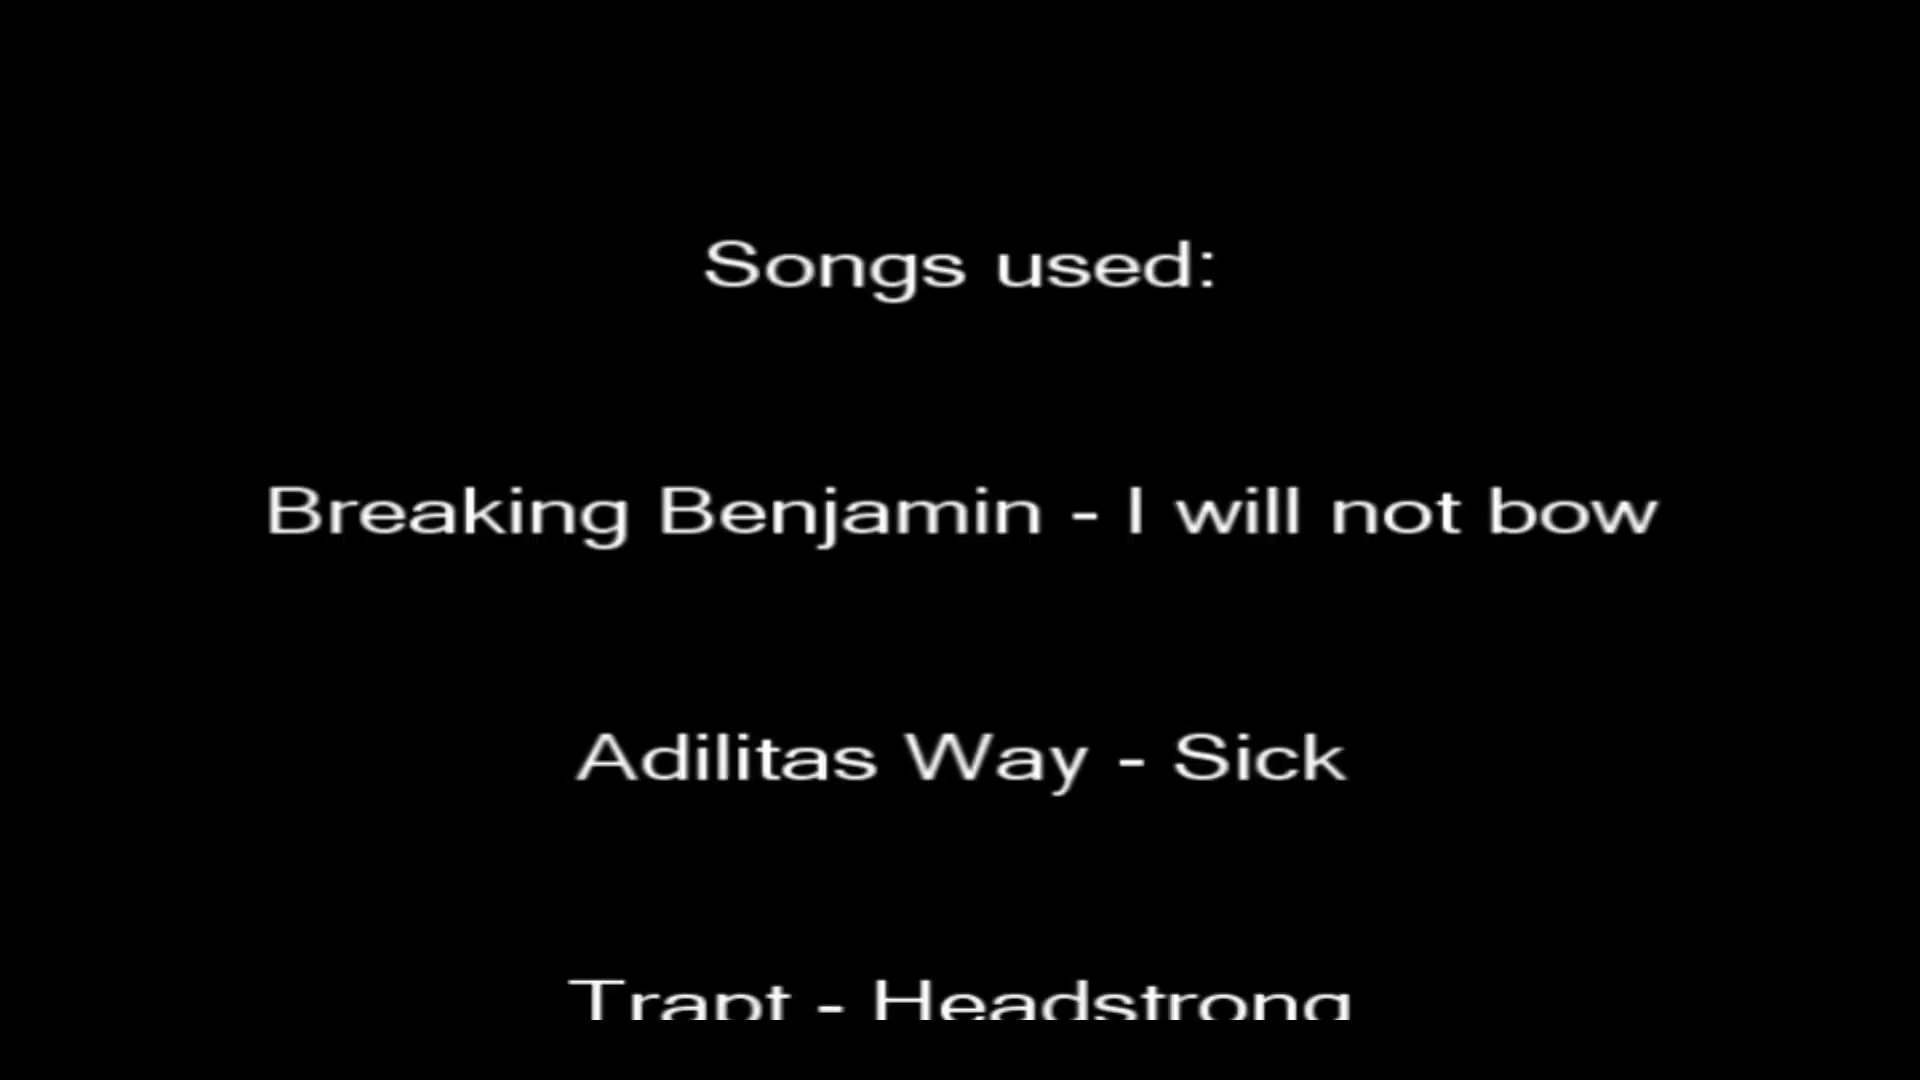 Songs used:
Breaking Benjamin - I will not bow
Adilitas Way - Sick
Trapt - Headstrong